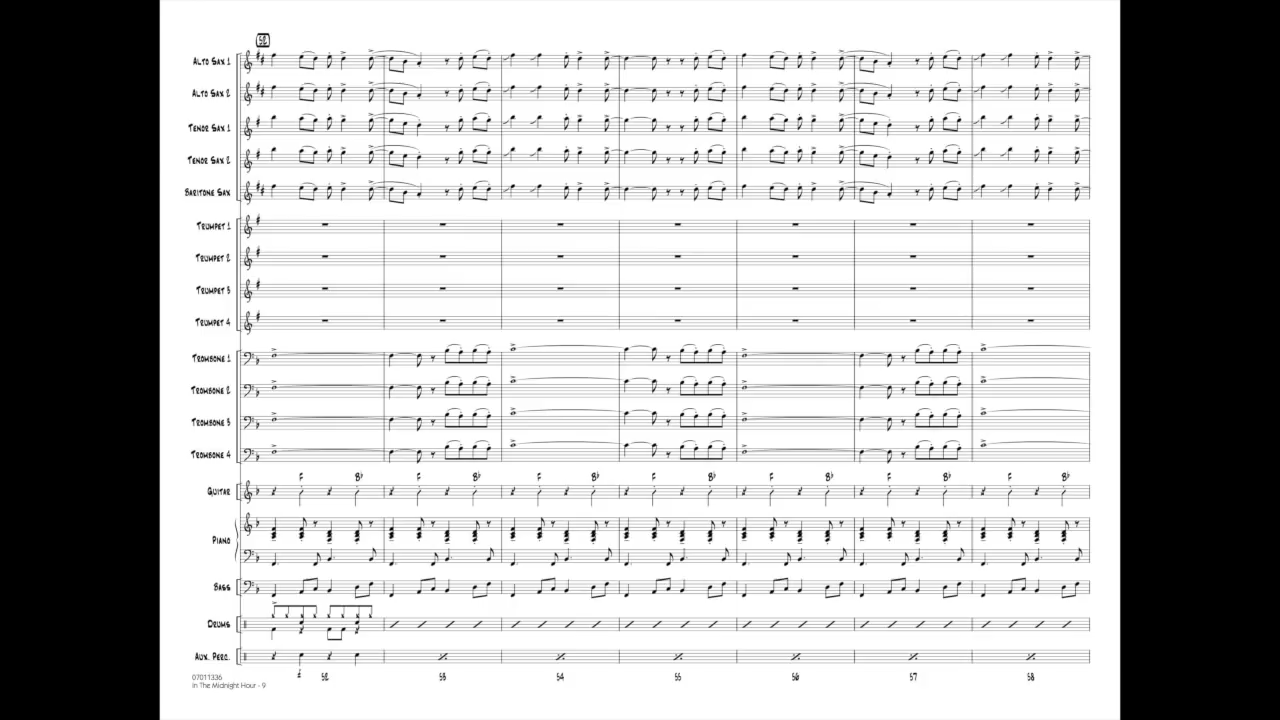 52
Alto Sax 1
Alto Sax 2
Tenor Sax 1
Tenor Sax 2
Baritone Sax
Trumpet 1
Trumpet 2
Trumpet 3
Trumpet 4
Trombone 1
Trombone 2
Trombone 3
Trombone 4
F B♭ F B♭ F B♭ F B♭ F B♭ F B♭ F B♭
Guitar
Piano
Bass
Drums
Aux. Perc.
52 53 54 55 56 57 58
07011336
In The Midnight Hour - 9